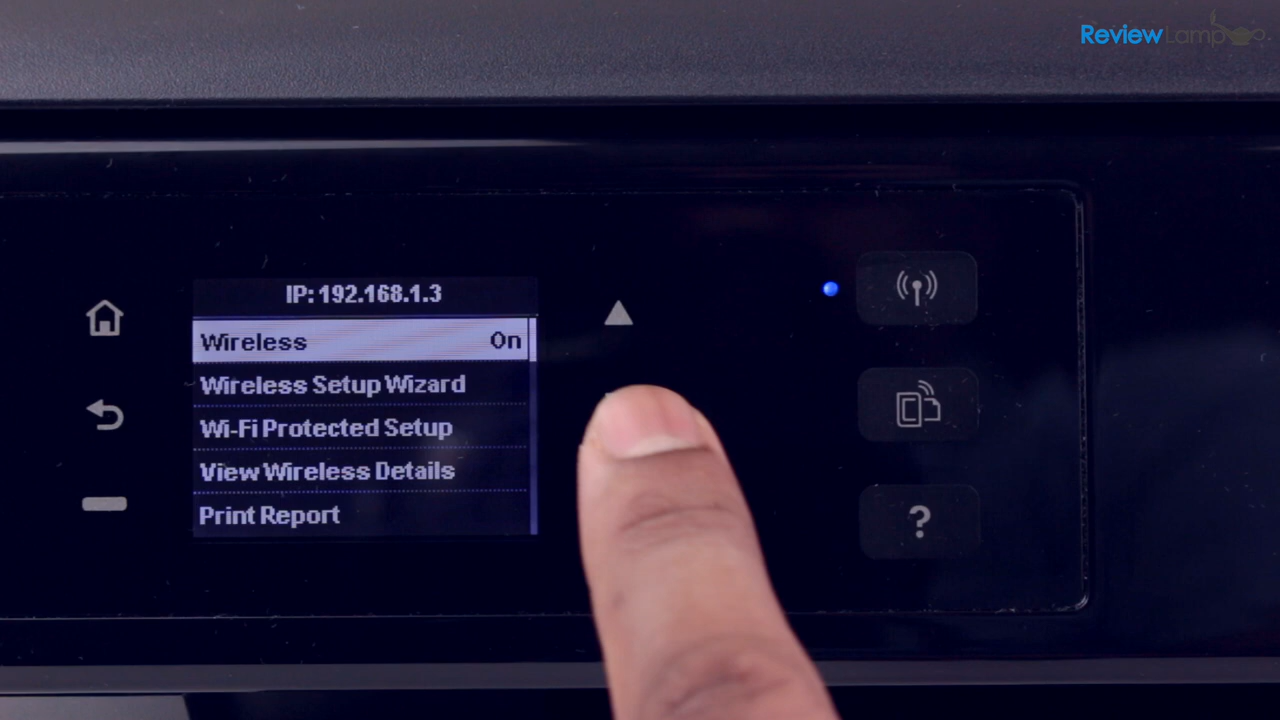 ReviewLamp
IP: 192.168.1.3
Wireless On
Wireless Setup Wizard
Wi-Fi Protected Setup
View Wireless Details
Print Report
?